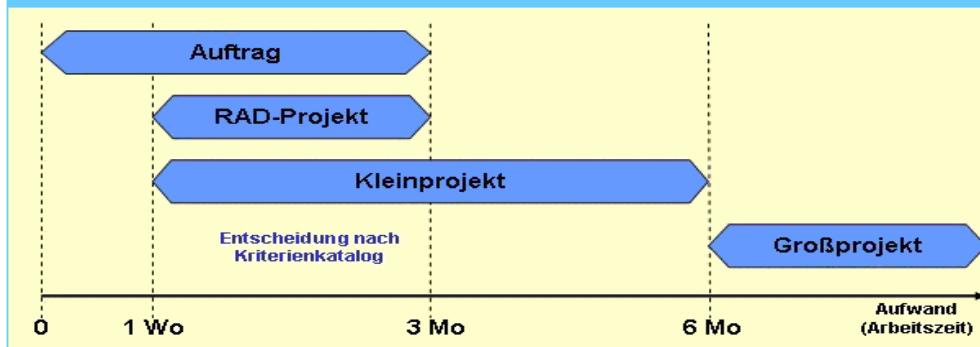 Auftrag
RAD-Projekt
Kleinprojekt
Entscheidung nach
Kriterienkatalog
Großprojekt
Aufwand
(Arbeitszeit)
0
1 Wo
3 Mo
6 Mo